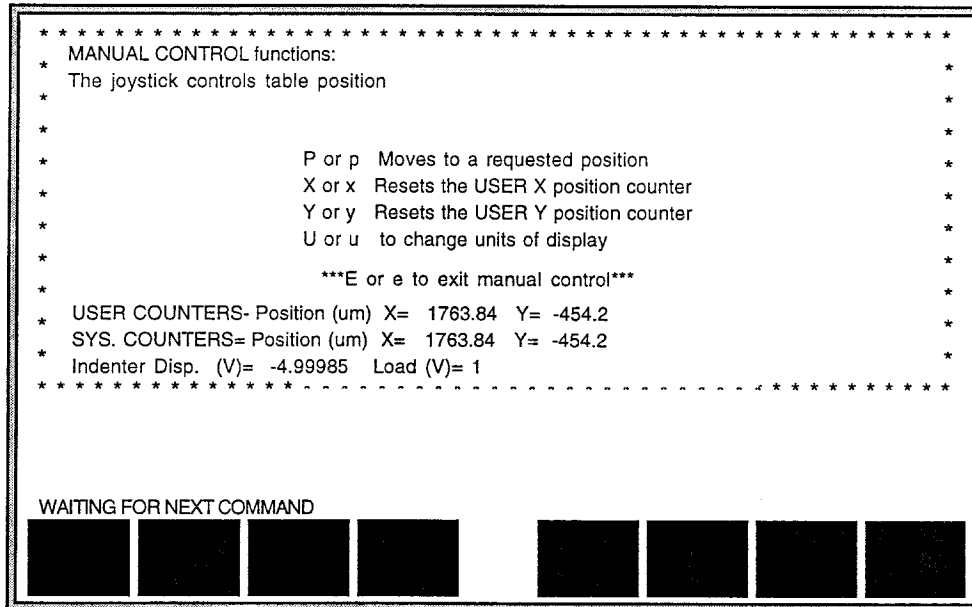 * * * * * * * * * * * * * * * * * * * * * * * * * * * * * * * * * * * * * * * * * * * * * * * * * *
* MANUAL CONTROL functions: *
The joystick controls table position
* *
* *
* P or p Moves to a requested position *
* X or x Resets the USER X position counter *
Y or y Resets the USER Y position counter
* U or u to change units of display *
* ***E or e to exit manual control*** *
* USER COUNTERS- Position (um) X= 1763.84 Y= -454.2 *
SYS. COUNTERS= Position (um) X= 1763.84 Y= -454.2
* Indenter Disp. (V)= -4.99985 Load (V)= 1 *
* * * * * * * * * * * * * * - - - - - - - - - - - - - - - - - - - - - - - - - * * * * * * * * * * *
WAITING FOR NEXT COMMAND